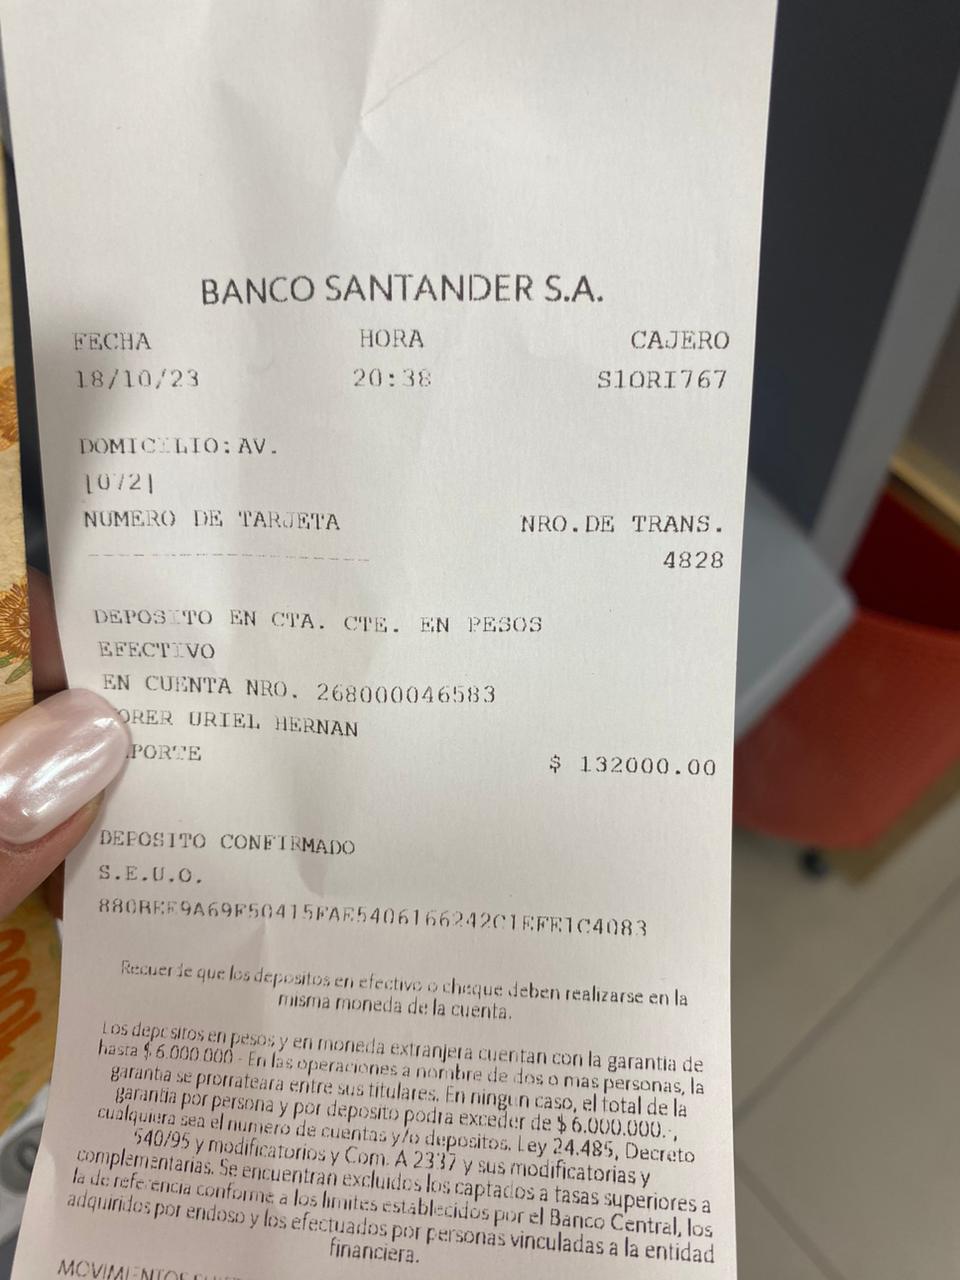 BANCO SANTANDER S.A.
FECHA HORA CAJERO
18/10/23 20:38 S1ORI767
DOMICILIO: AV.
[072]
NUMERO DE TARJETA NRO.DE TRANS.
4828
DEPOSITO EN CTA. CTE. EN PESOS
EFECTIVO
EN CUENTA NRO. 268000046583
ORER URIEL HERNAN
PORTE $ 132000.00
DEPOSITO CONFIRMADO
S.E.U.O.
880BEE9A69F50415FAE5406166242C1EFE1C4083
Recuerde que los depositos en efectivo o cheque deben realizarse en la
misma moneda de la cuenta.
Los depositos en pesos y en moneda extranjera cuentan con la garantia de
hasta $ 6.000.000 - En las operaciones a nombre de dos o mas personas, la
garantia se prorrateara entre sus titulares. En ningun caso, el total de la
garantia por persona y por deposito podra exceder de $ 6.000.000.-,
cualquiera sea el numero de cuentas y/o depositos. Ley 24.485, Decreto
540/95 y modificatorios y Com. A 2337 y sus modificatorias y
complementarias. Se encuentran excluidos los captados a tasas superiores a
la de referencia conforme a los limites establecidos por el Banco Central, los
adquiridos por endoso y los efectuados por personas vinculadas a la entidad
financiera.